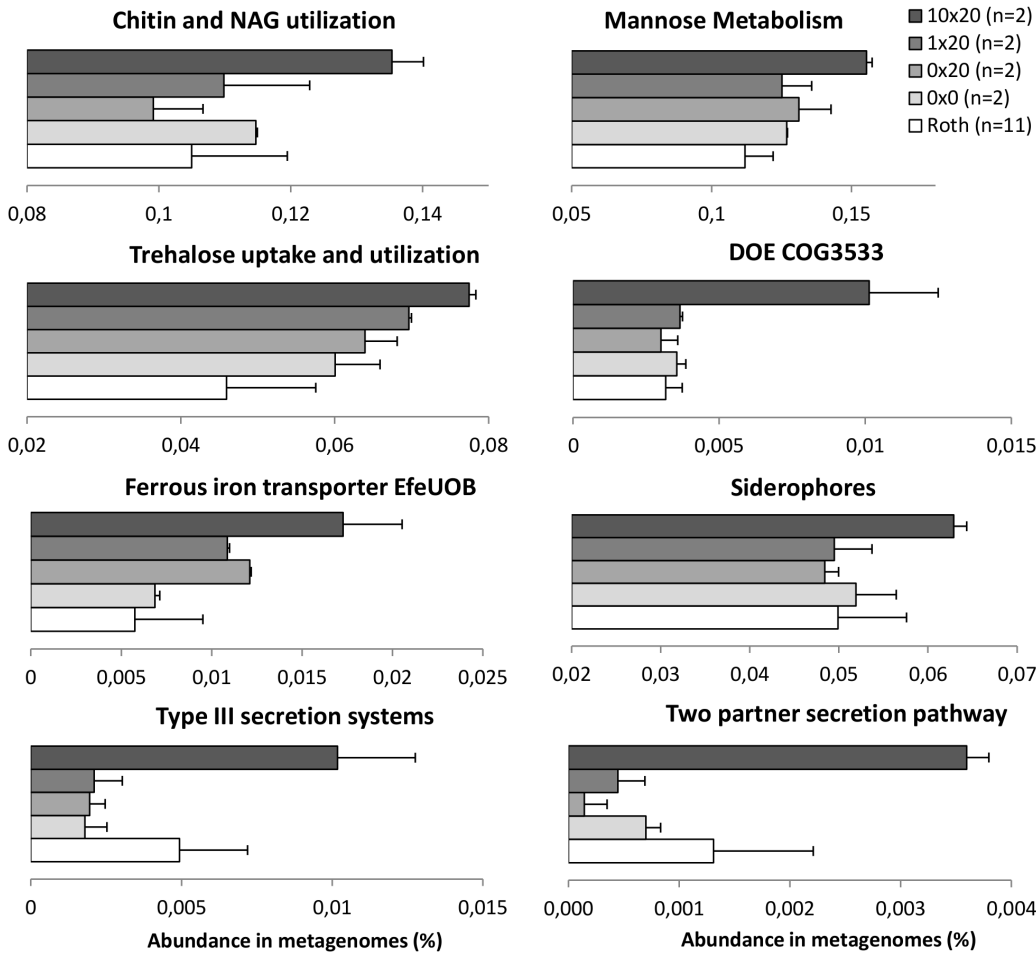 Chitin and NAG utilization
0,08 0,1 0,12 0,14
Mannose Metabolism
0,05 0,1 0,15
10x20 (n=2)
1x20 (n=2)
0x20 (n=2)
0x0 (n=2)
Roth (n=11)
Trehalose uptake and utilization
0,02 0,04 0,06 0,08
DOE COG3533
0 0,005 0,01 0,015
Ferrous iron transporter EfeUOB
0 0,005 0,01 0,015 0,02 0,025
Siderophores
0,02 0,03 0,04 0,05 0,06 0,07
Type III secretion systems
0 0,005 0,01 0,015
Abundance in metagenomes (%)
Two partner secretion pathway
0,000 0,001 0,002 0,003 0,004
Abundance in metagenomes (%)